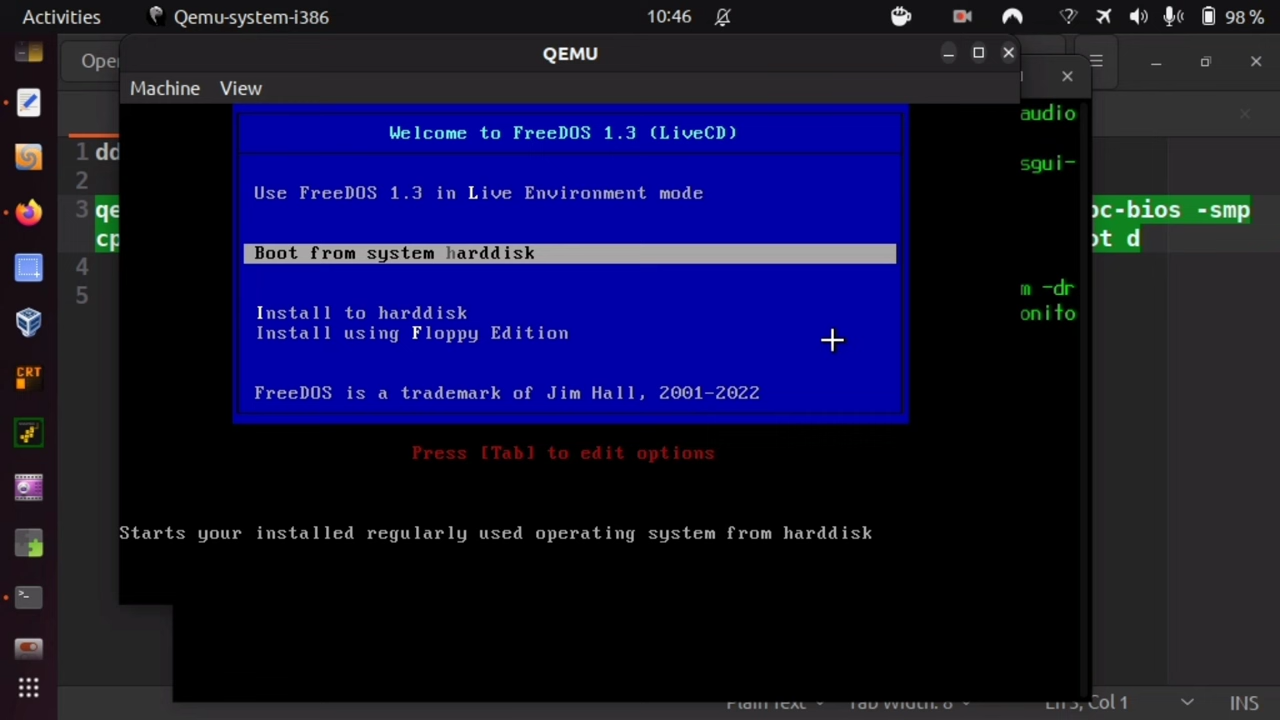 Activities
Qemu-system-i386
10:46
98 %
Ope
QEMU
Machine
View
audio
sgui-
1 dd
2
3 qe
cp
4
5
oc-bios -smp
ot d
m -dr
onito
Welcome to FreeDOS 1.3 (LiveCD)
Use FreeDOS 1.3 in Live Environment mode
Boot from system harddisk
Install to harddisk
Install using Floppy Edition
FreeDOS is a trademark of Jim Hall, 2001-2022
Press [Tab] to edit options
Starts your installed regularly used operating system from harddisk
CRT
Plain Text
Tab Width: 8
Ln 3, Col 1
INS